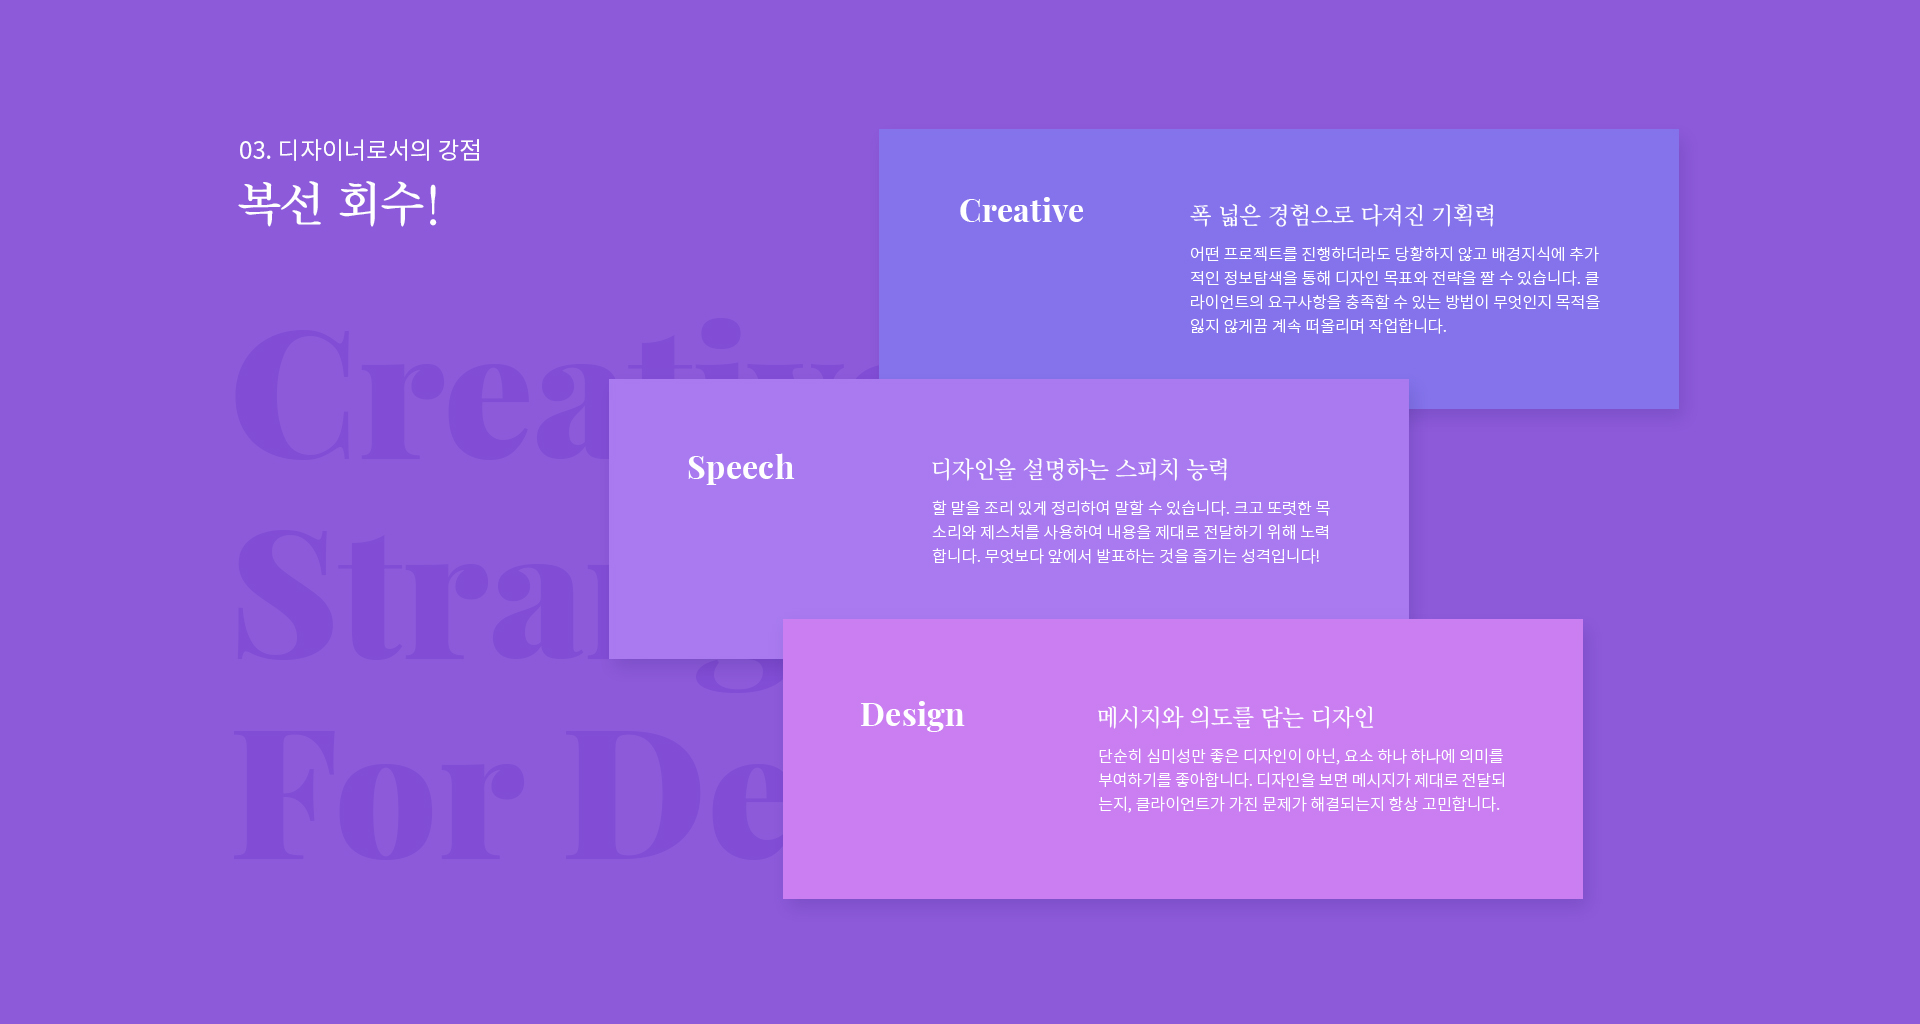 03. 디자이너로서의 강점
복선 회수!
Creative
폭 넓은 경험으로 다져진 기획력
어떤 프로젝트를 진행하더라도 당황하지 않고 배경지식에 추가
적인 정보탐색을 통해 디자인 목표와 전략을 짤 수 있습니다. 클
라이언트의 요구사항을 충족할 수 있는 방법이 무엇인지 목적을
잃지 않게끔 계속 떠올리며 작업합니다.
Speech
디자인을 설명하는 스피치 능력
할 말을 조리 있게 정리하여 말할 수 있습니다. 크고 또렷한 목
소리와 제스처를 사용하여 내용을 제대로 전달하기 위해 노력
합니다. 무엇보다 앞에서 발표하는 것을 즐기는 성격입니다!
Design
메시지와 의도를 담는 디자인
단순히 심미성만 좋은 디자인이 아닌, 요소 하나 하나에 의미를
부여하기를 좋아합니다. 디자인을 보면 메시지가 제대로 전달되
는지, 클라이언트가 가진 문제가 해결되는지 항상 고민합니다.
Creative
For